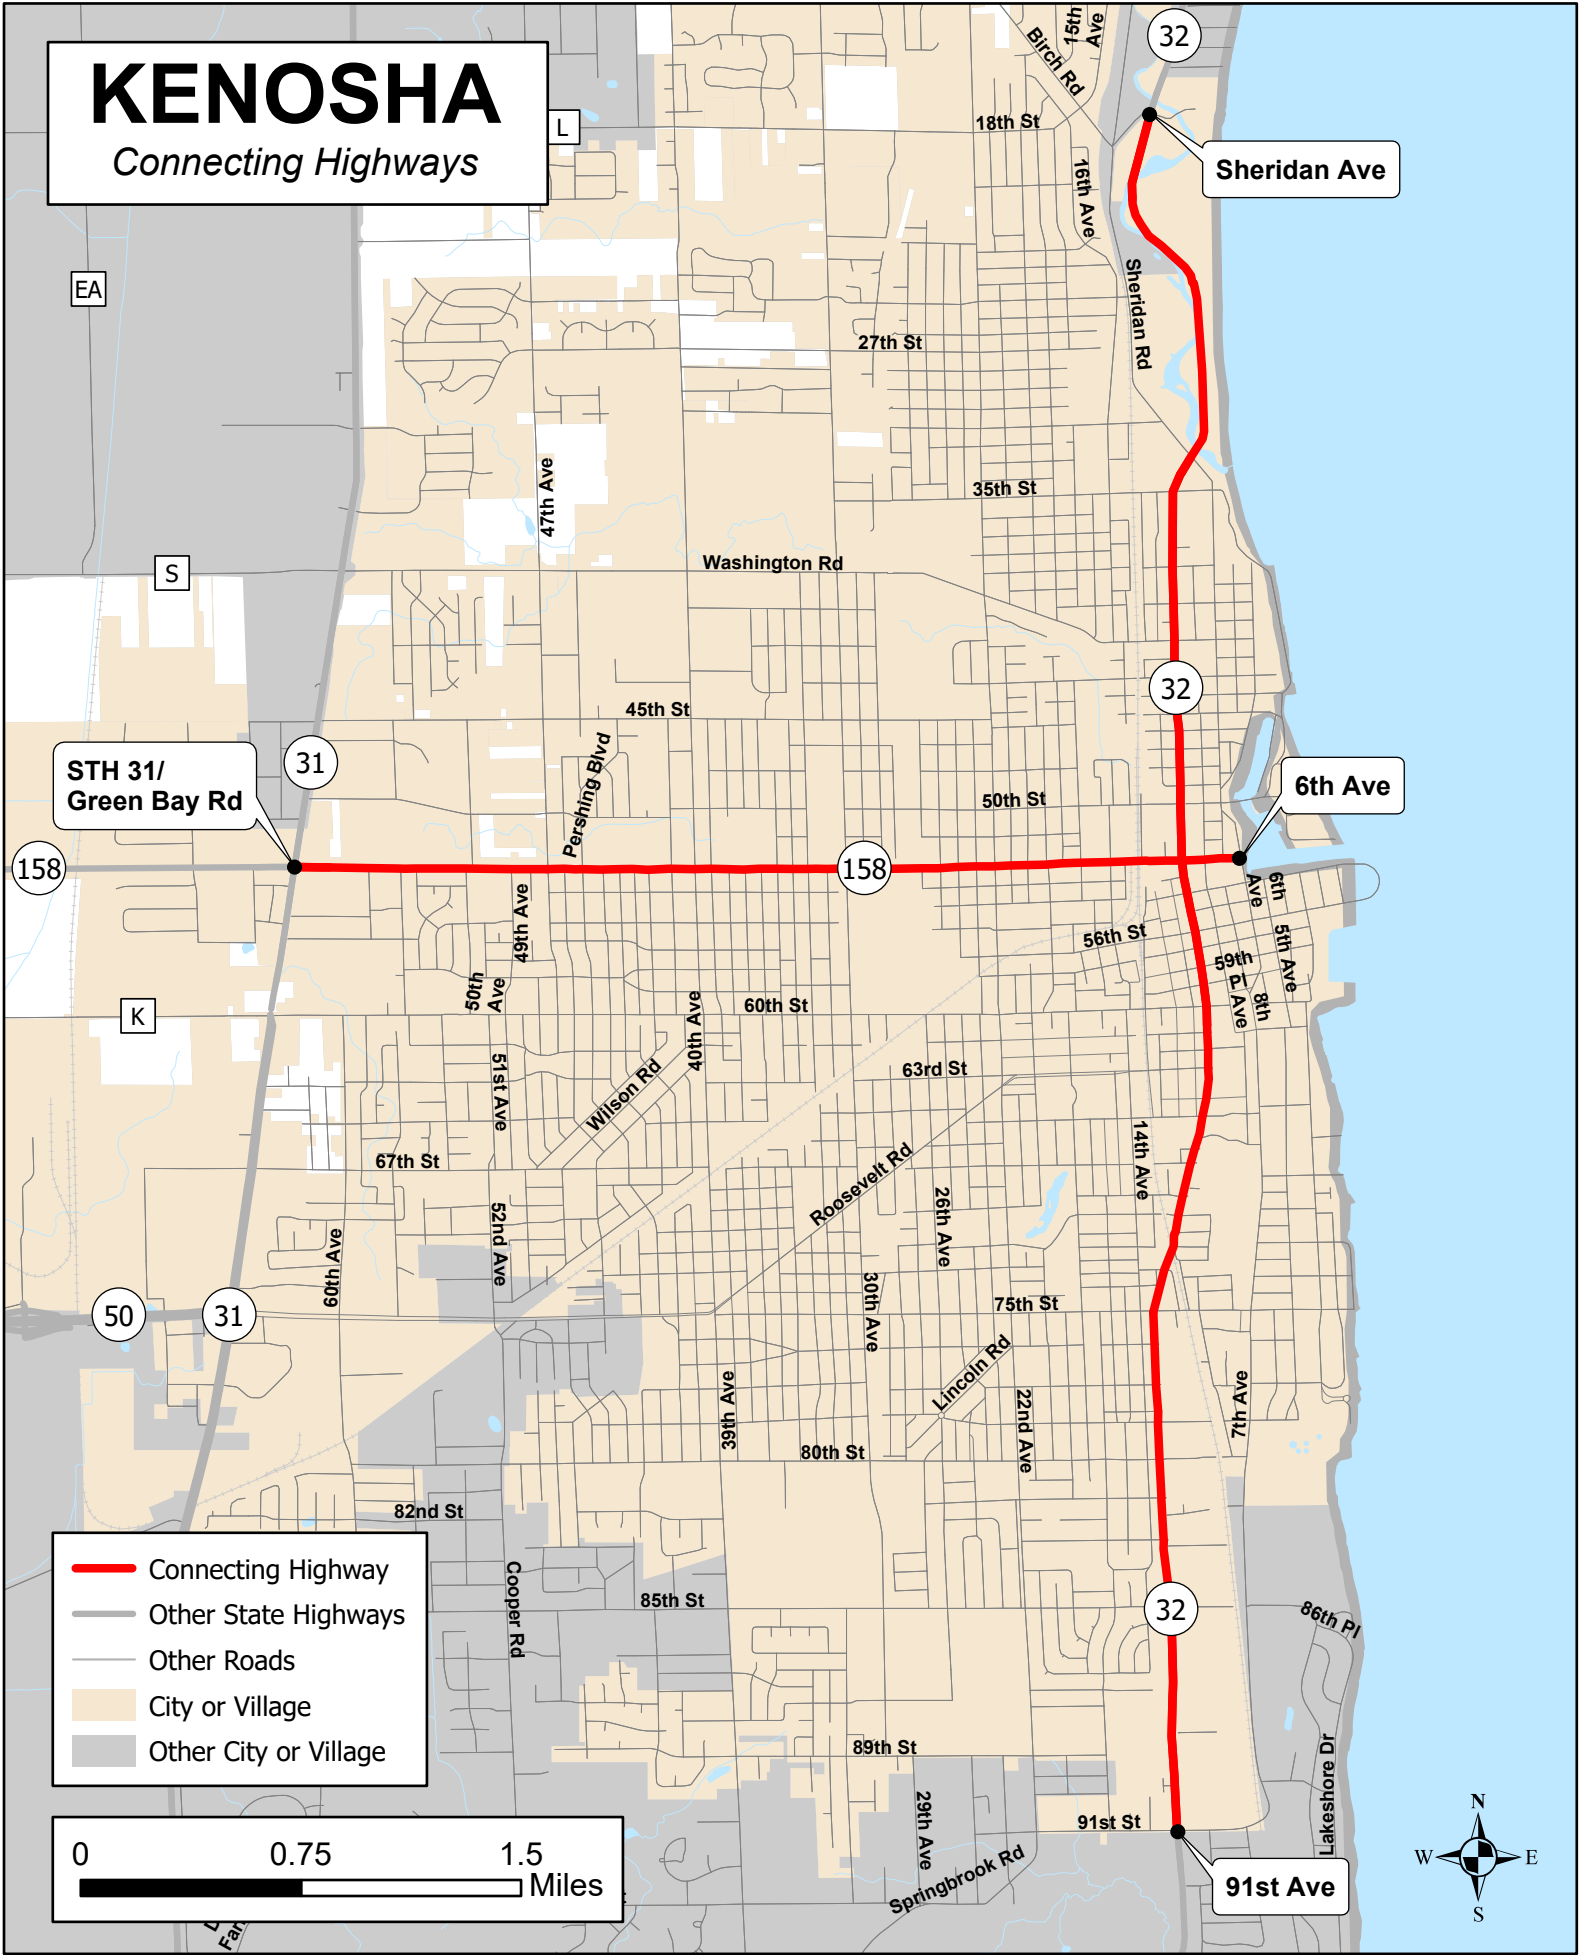 KENOSHA
Connecting Highways
32
15th
Ave
Birch Rd
18th St
L
Sheridan Ave
16th Ave
EA
Sheridan Rd
27th St
47th Ave
35th St
Washington Rd
S
32
45th St
Pershing Blvd
31
STH 31/
Green Bay Rd
6th Ave
50th St
158
158
6th
Ave
49th Ave
56th St
5th Ave
59th
Pl
8th
Ave
50th
Ave
40th Ave
60th St
K
51st Ave
Wilson Rd
63rd St
67th St
14th Ave
Roosevelt Rd
26th Ave
52nd Ave
60th Ave
30th Ave
75th St
50
31
Lincoln Rd
39th Ave
22nd Ave
7th Ave
80th St
82nd St
Connecting Highway
Other State Highways
Other Roads
City or Village
Other City or Village
Cooper Rd
85th St
32
86th Pl
89th St
Lakeshore Dr
29th Ave
91st St
Springbrook Rd
91st Ave
0 0.75 1.5
Miles
N
W E
S